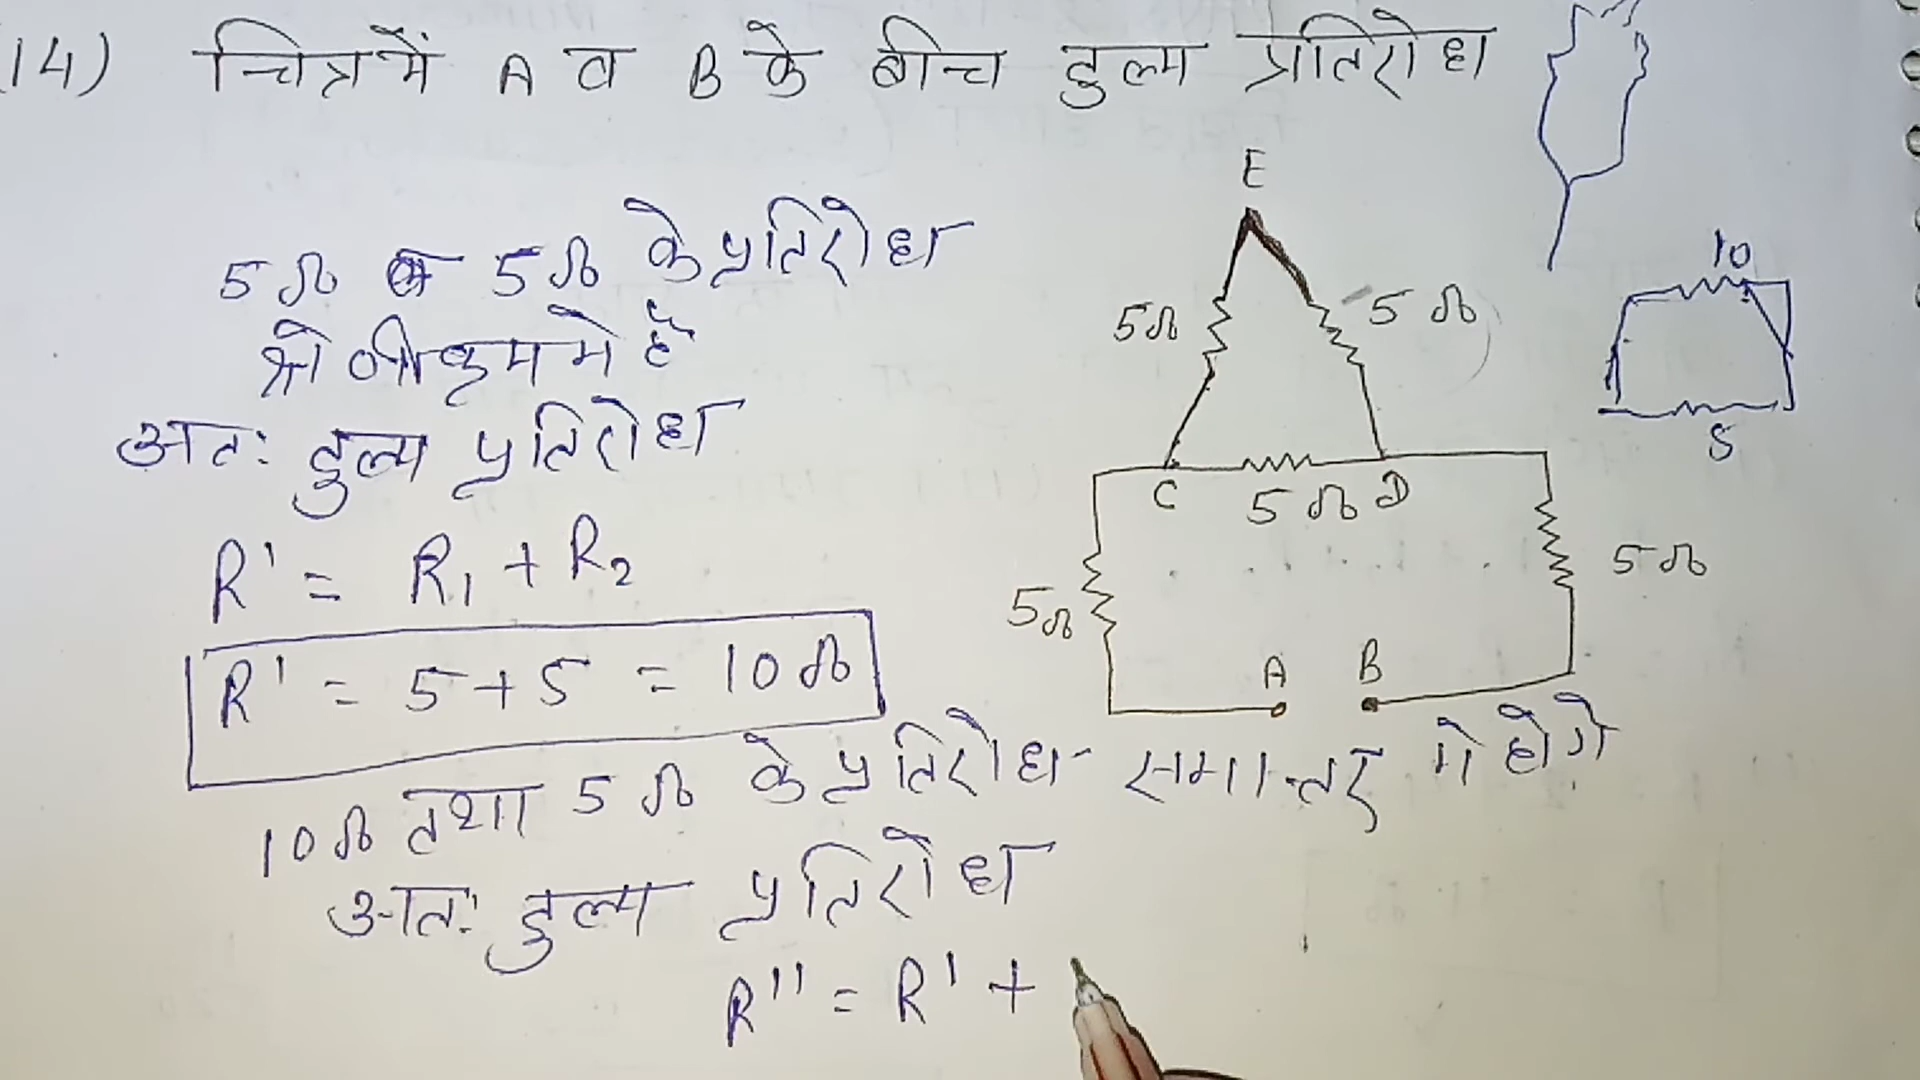 (14) चित्र में A व B के बीच तुल्य प्रतिरोध
E
5Ω व 5Ω के प्रतिरोध
10
5Ω
5Ω
श्रेणीक्रम मे है
अतः तुल्य प्रतिरोध
5
C
5Ω
D
R' = R₁ + R₂
5Ω
5Ω
R' = 5 + 5 = 10Ω
A
B
10Ω तथा 5Ω के प्रतिरोध समान्तर मे होगे
अतः तुल्य प्रतिरोध
R'' = R' +